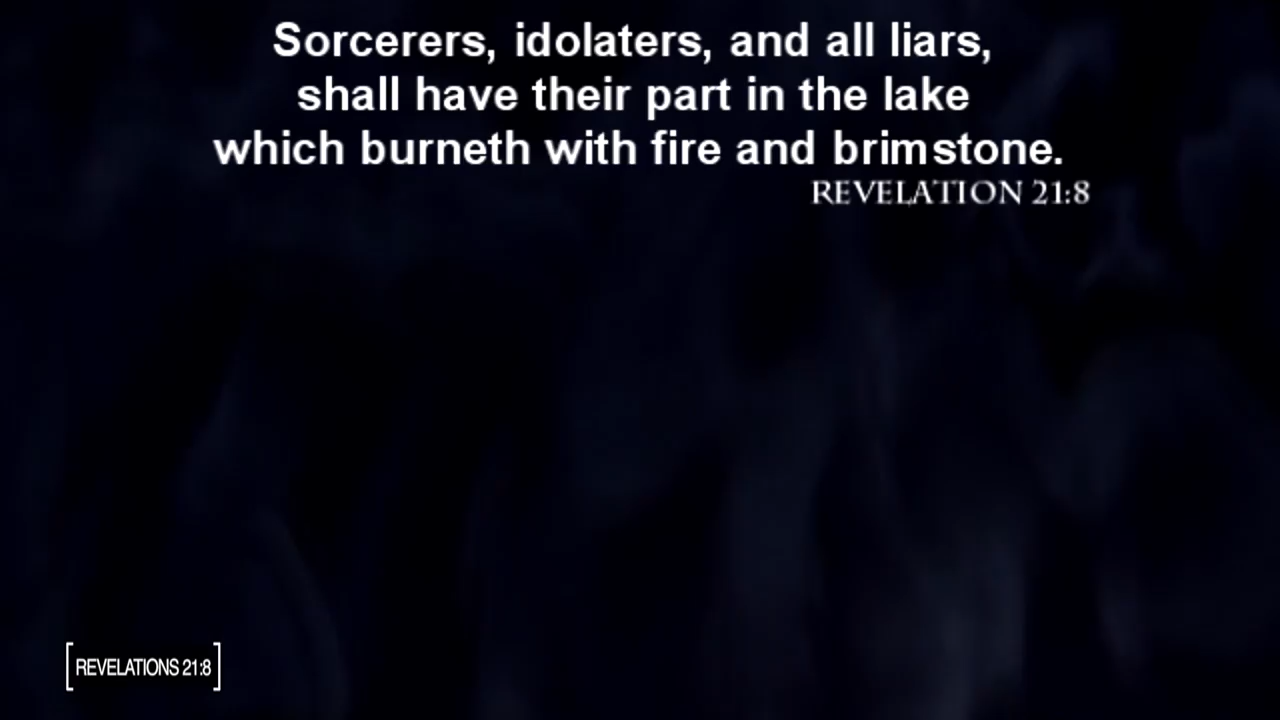 Sorcerers, idolaters, and all liars,
shall have their part in the lake
which burneth with fire and brimstone.
REVELATION 21:8
[REVELATIONS 21:8]